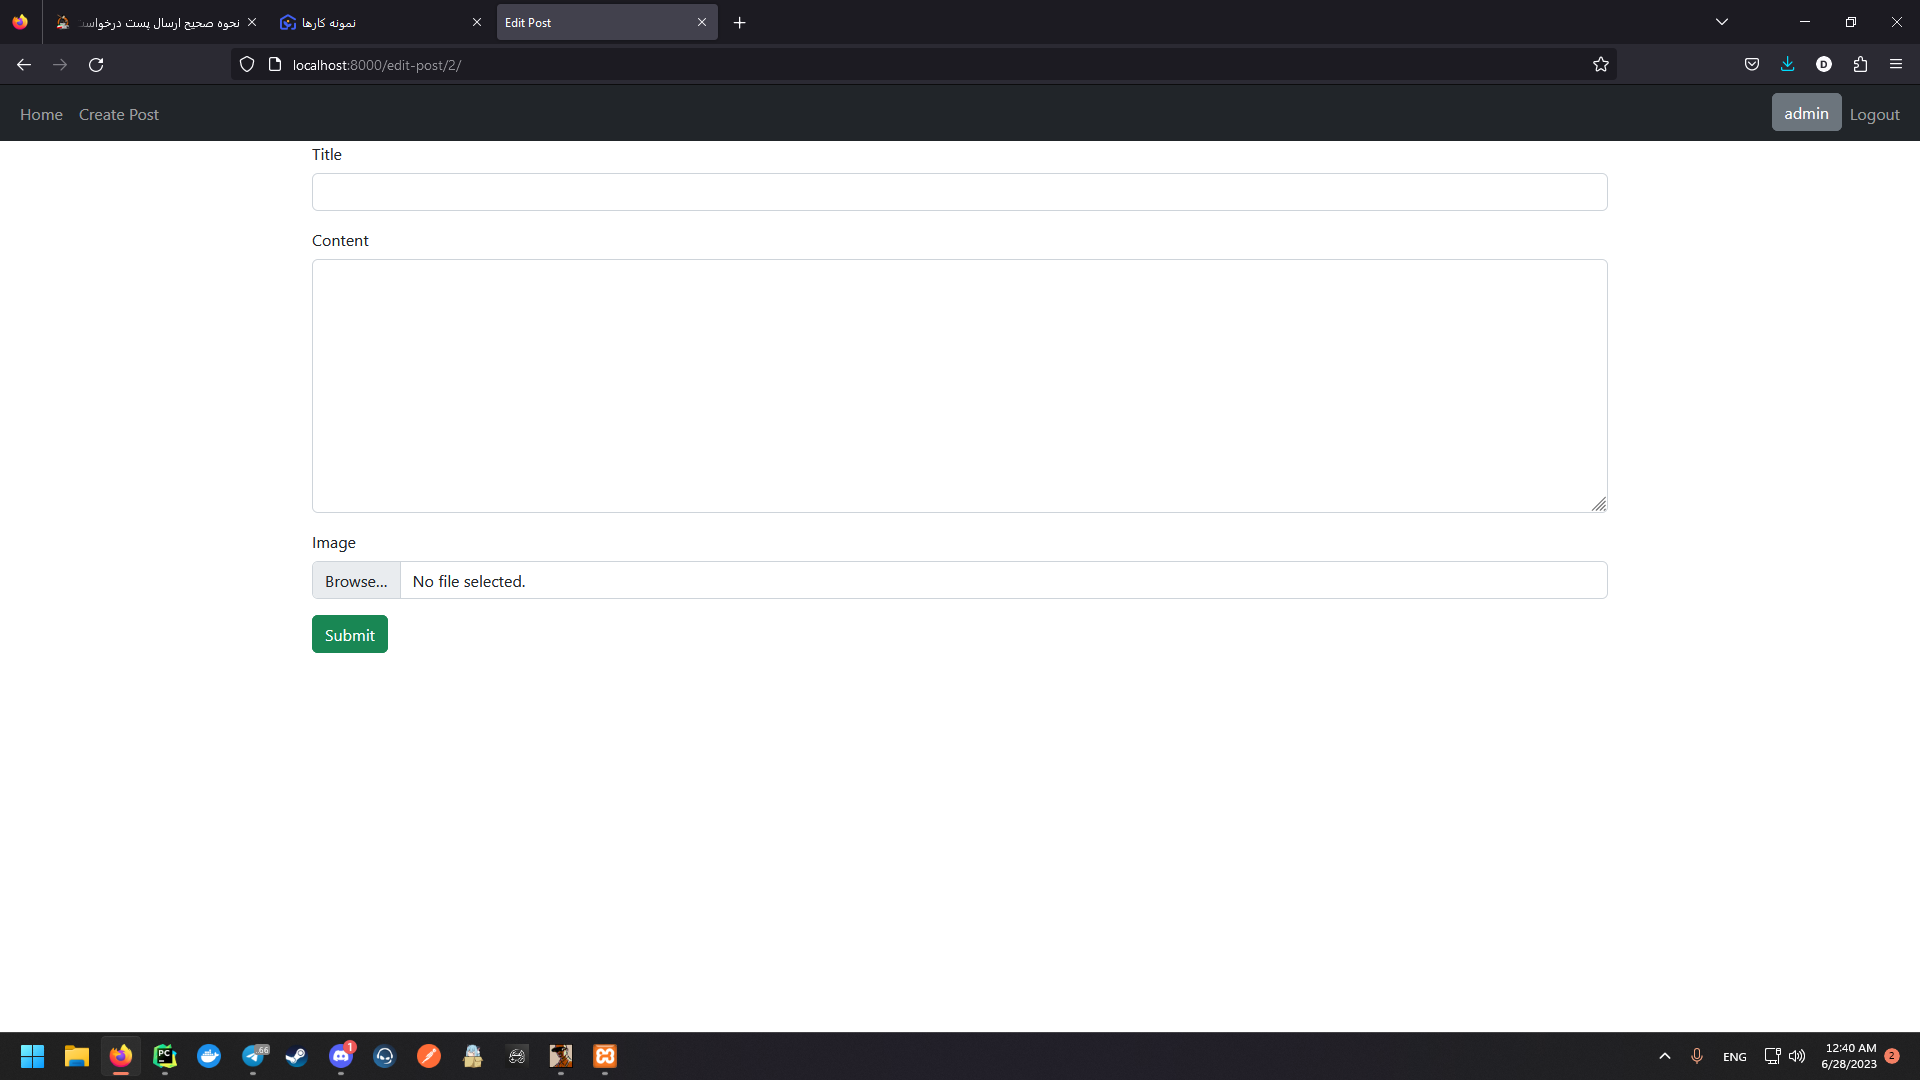 نحوه صحیح ارسال پست درخواست
نمونه کارها
Edit Post
localhost:8000/edit-post/2/
D
Home
Create Post
admin
Logout
Title
Content
Image
Browse...
No file selected.
Submit
PC
66
1
ENG
12:40 AM
6/28/2023
2